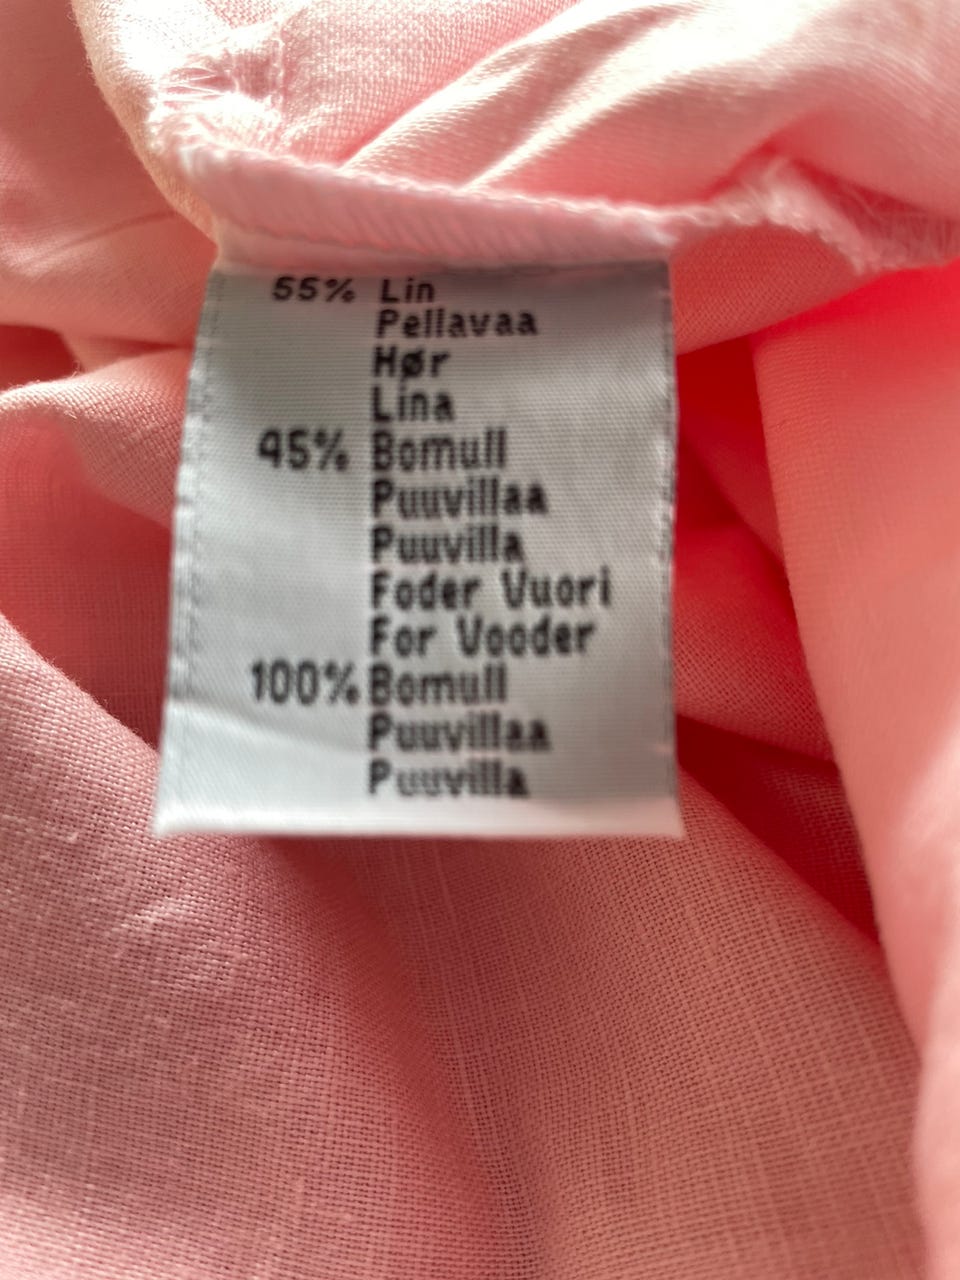 55% Lin
Pellavaa
Hør
Lina
45% Bomull
Puuvillaa
Puuvilla
Foder Vuori
For Vooder
100% Bomull
Puuvillaa
Puuvilla